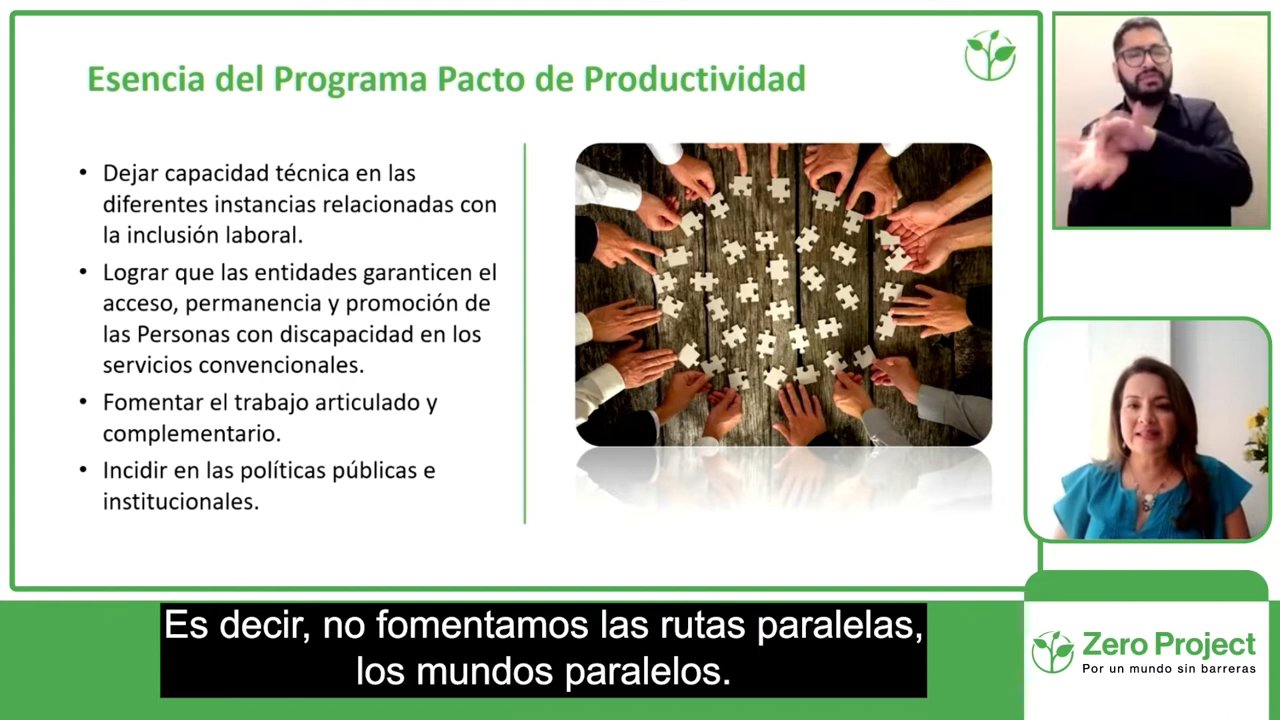 Esencia del Programa Pacto de Productividad
• Dejar capacidad técnica en las
diferentes instancias relacionadas con
la inclusión laboral.
• Lograr que las entidades garanticen el
acceso, permanencia y promoción de
las Personas con discapacidad en los
servicios convencionales.
• Fomentar el trabajo articulado y
complementario.
• Incidir en las políticas públicas e
institucionales.
Es decir, no fomentamos las rutas paralelas,
los mundos paralelos.
Zero Project
Por un mundo sin barreras